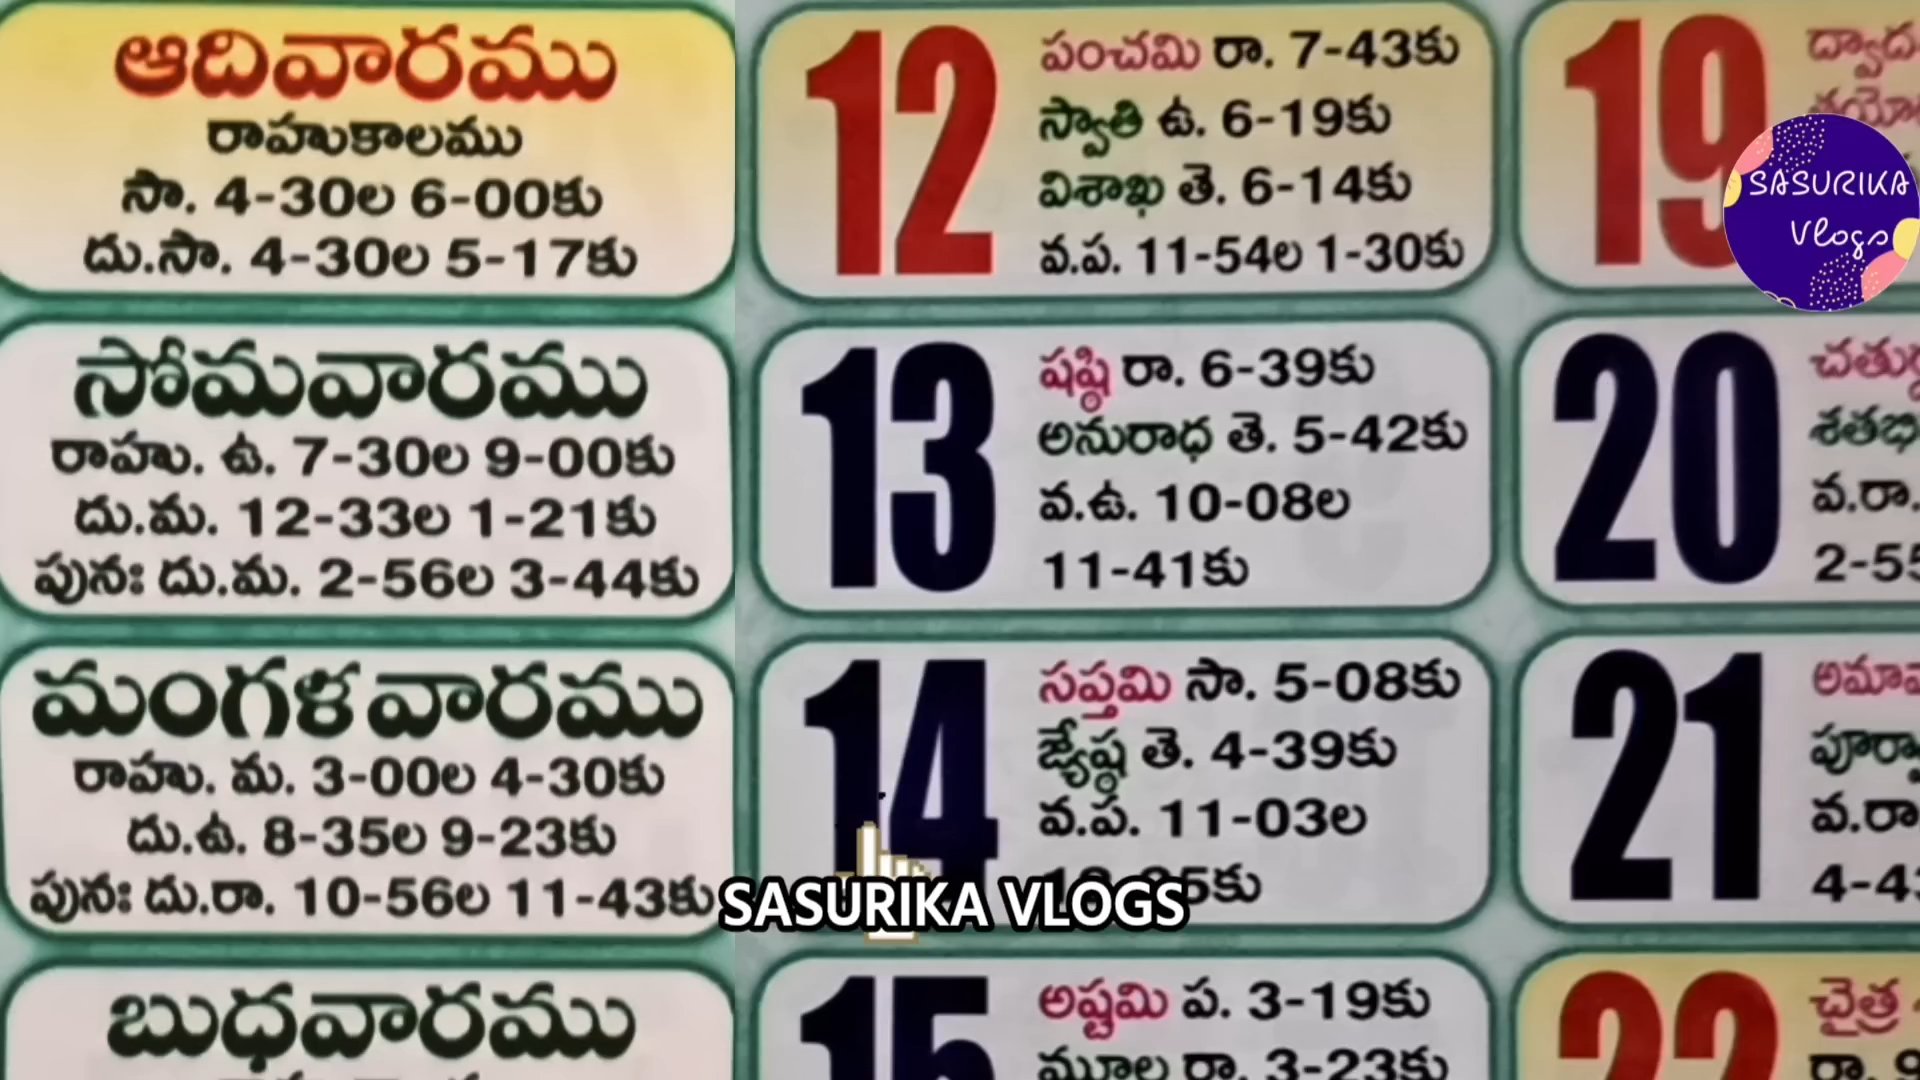 ఆదివారము
రాహుకాలము
సా. 4-30ల 6-00కు
దు.సా. 4-30ల 5-17కు
సోమవారము
రాహు. ఉ. 7-30ల 9-00కు
దు.మ. 12-33ల 1-21కు
పునః దు.మ. 2-56ల 3-44కు
మంగళవారము
రాహు. మ. 3-00ల 4-30కు
దు.ఉ. 8-35ల 9-23కు
పునః దు.రా. 10-56ల 11-43కు
బుధవారము
12
పంచమి రా. 7-43కు
స్వాతి ఉ. 6-19కు
విశాఖ తె. 6-14కు
వ.ప. 11-54ల 1-30కు
13
షష్ఠి రా. 6-39కు
అనురాధ తె. 5-42కు
వ.ఉ. 10-08ల
11-41కు
14
సప్తమి సా. 5-08కు
జ్యేష్ఠ తె. 4-39కు
వ.ప. 11-03ల
SASURIKA VLOGS
15
అష్టమి ప. 3-19కు
మూల రా. 3-23కు
19
SASURIKA
Vlogs
20
వ.రా.
21
వ.రా
22
చైత్ర